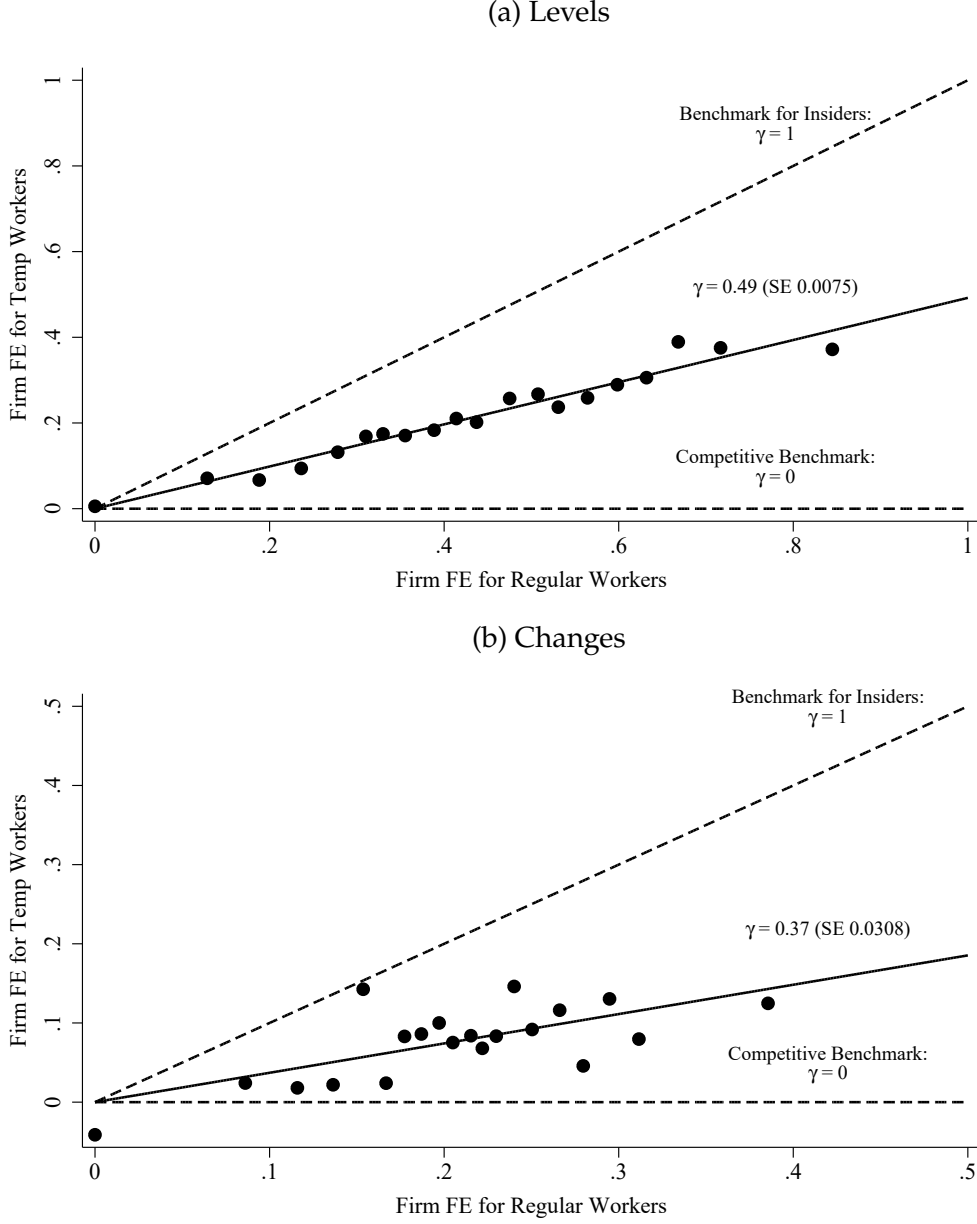 (a) Levels
1
.8
.6
.4
.2
0
Firm FE for Temp Workers
Benchmark for Insiders:
γ = 1
γ = 0.49 (SE 0.0075)
Competitive Benchmark:
γ = 0
0
.2
.4
.6
.8
1
Firm FE for Regular Workers
(b) Changes
.5
.4
.3
.2
.1
0
Firm FE for Temp Workers
Benchmark for Insiders:
γ = 1
γ = 0.37 (SE 0.0308)
Competitive Benchmark:
γ = 0
0
.1
.2
.3
.4
.5
Firm FE for Regular Workers